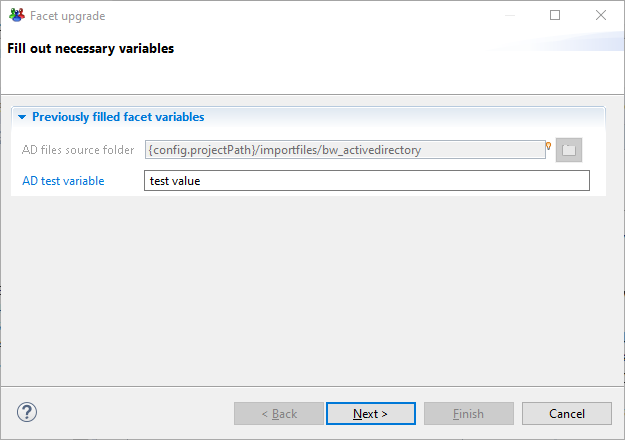 Facet upgrade
Fill out necessary variables
Previously filled facet variables
AD files source folder {config.projectPath}/importfiles/bw_activedirectory
AD test variable test value
? < Back Next > Finish Cancel